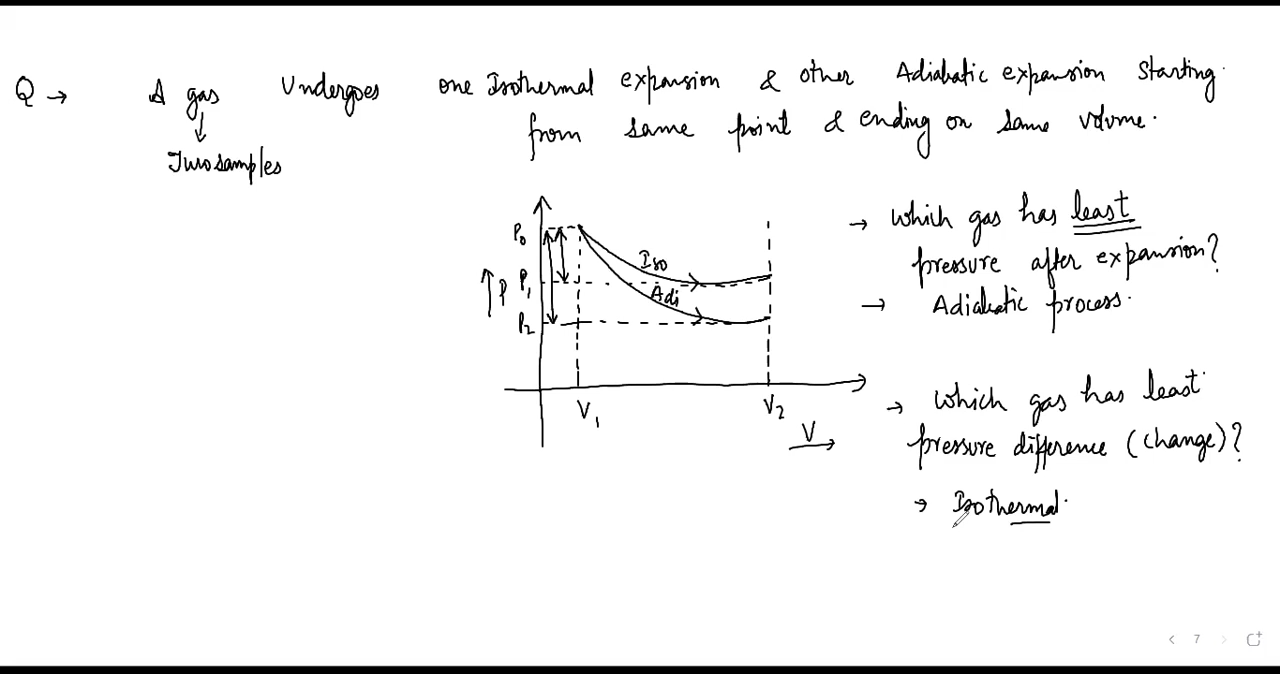 Q → A gas Undergoes one Isothermal expansion & other Adiabatic expansion Starting
from same point & ending on same volume.
Two samples
P₀
P₁
P₂
P
Iso
Adi
V₁
V₂
V
→ Which gas has least
pressure after expansion?
→ Adiabatic process.
→ Which gas has least
pressure difference (change)?
→ Isothermal.
< 7 >